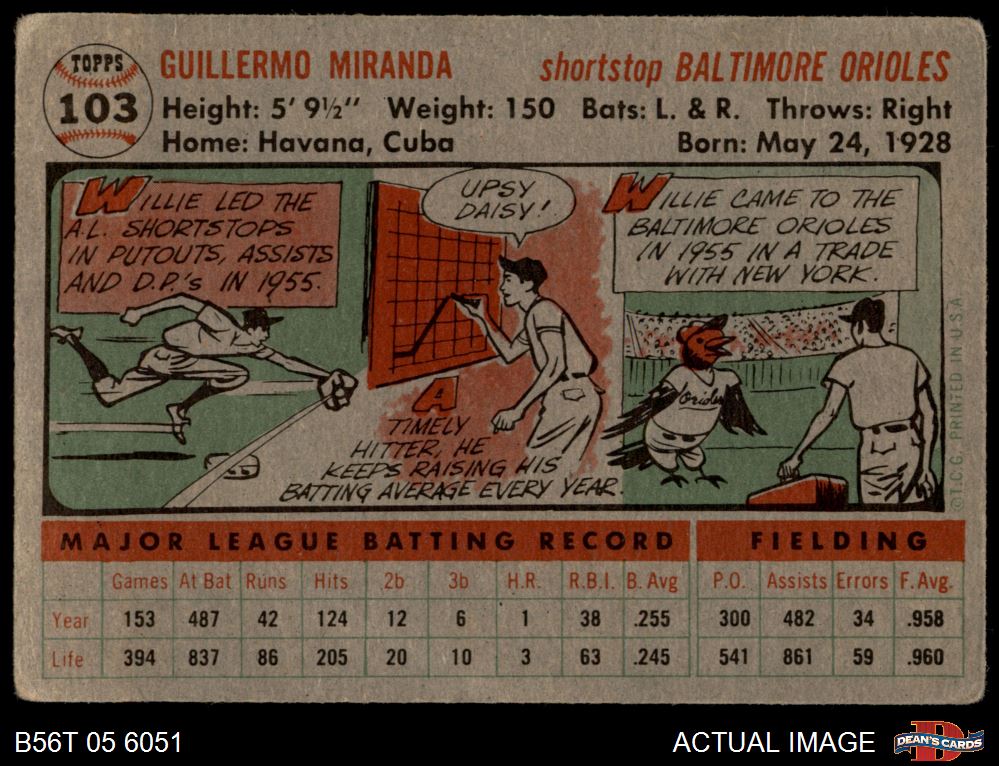 TOPPS
103
GUILLERMO MIRANDA shortstop BALTIMORE ORIOLES
Height: 5' 9½" Weight: 150 Bats: L. & R. Throws: Right
Home: Havana, Cuba Born: May 24, 1928
WILLIE LED THE
A.L. SHORTSTOPS
IN PUTOUTS, ASSISTS
AND D.P.'s IN 1955.
UPSY
DAISY!
A
TIMELY
HITTER, HE
KEEPS RAISING HIS
BATTING AVERAGE EVERY YEAR.
WILLIE CAME TO THE
BALTIMORE ORIOLES
IN 1955 IN A TRADE
WITH NEW YORK.
Orioles
©T.C.G. PRINTED IN U.S.A.
MAJOR LEAGUE BATTING RECORD FIELDING
Games At Bat Runs Hits 2b 3b H.R. R.B.I. B. Avg P.O. Assists Errors F. Avg.
Year 153 487 42 124 12 6 1 38 .255 300 482 34 .958
Life 394 837 86 205 20 10 3 63 .245 541 861 59 .960
B56T 05 6051 ACTUAL IMAGE DEAN'S CARDS